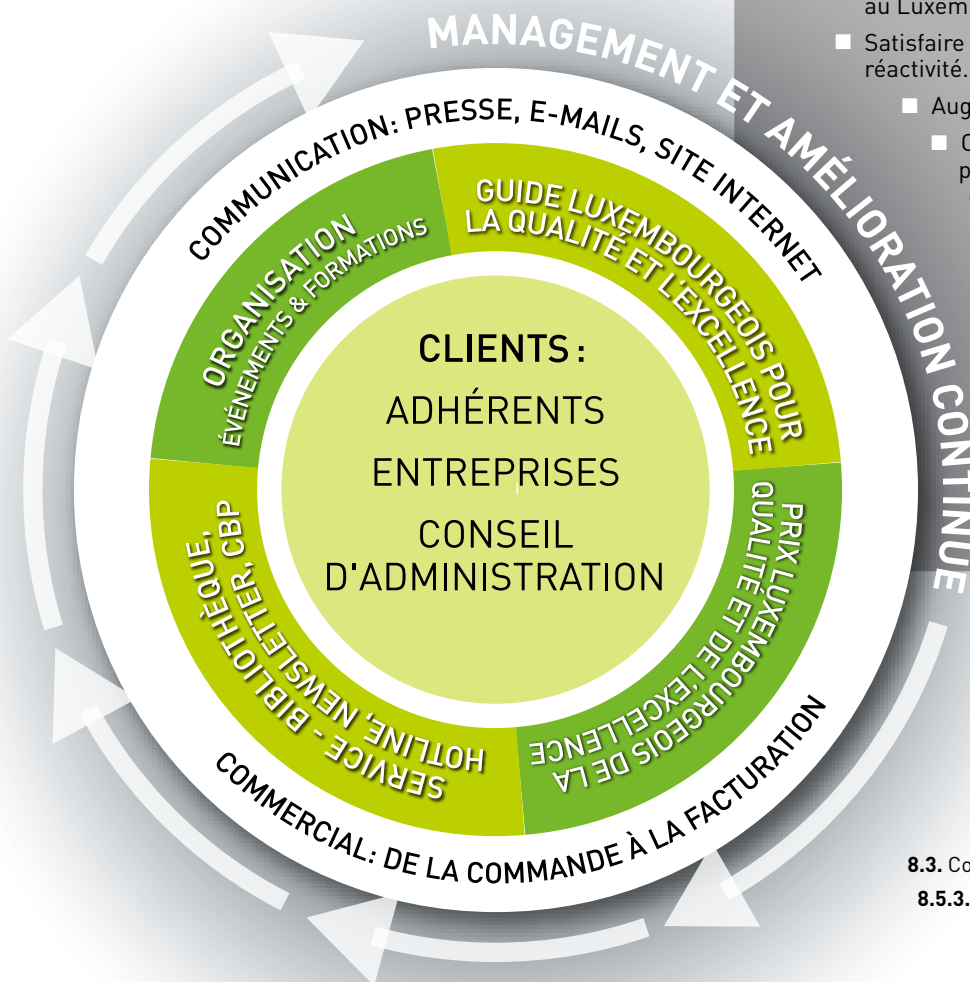 MANAGEMENT ET AMÉLIORATION CONTINUE
COMMUNICATION: PRESSE, E-MAILS, SITE INTERNET
ORGANISATION
ÉVÉNEMENTS & FORMATIONS
GUIDE LUXEMBOURGEOIS POUR
LA QUALITÉ ET L'EXCELLENCE
PRIX LUXEMBOURGEOIS DE LA
QUALITÉ ET DE L'EXCELLENCE
SERVICE - BIBLIOTHÈQUE,
HOTLINE, NEWSLETTER, CBP
CLIENTS :
ADHÉRENTS
ENTREPRISES
CONSEIL
D'ADMINISTRATION
COMMERCIAL: DE LA COMMANDE À LA FACTURATION
au Luxem
■ Satisfaire
réactivité.
■ Aug
8.3. Co
8.5.3.